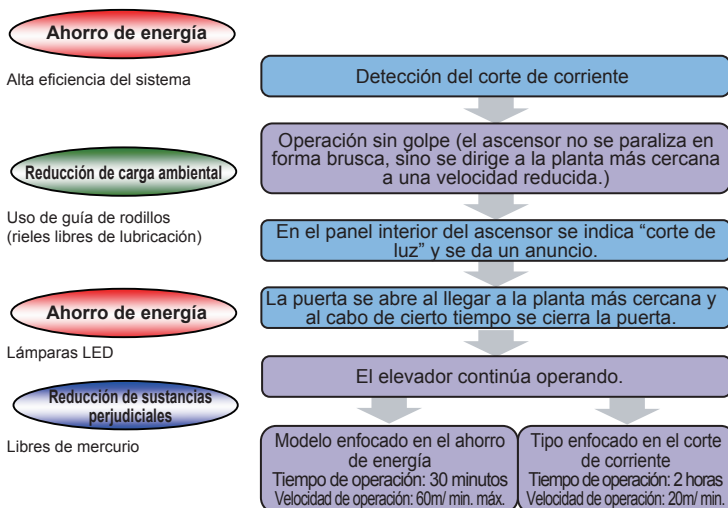 Ahorro de energía
Alta eficiencia del sistema
Reducción de carga ambiental
Uso de guía de rodillos
(rieles libres de lubricación)
Ahorro de energía
Lámparas LED
Reducción de sustancias
perjudiciales
Libres de mercurio
Detección del corte de corriente
Operación sin golpe (el ascensor no se paraliza en
forma brusca, sino se dirige a la planta más cercana
a una velocidad reducida.)
En el panel interior del ascensor se indica “corte de
luz” y se da un anuncio.
La puerta se abre al llegar a la planta más cercana y
al cabo de cierto tiempo se cierra la puerta.
El elevador continúa operando.
Modelo enfocado en el ahorro
de energía
Tiempo de operación: 30 minutos
Velocidad de operación: 60m/ min. máx.
Tipo enfocado en el corte
de corriente
Tiempo de operación: 2 horas
Velocidad de operación: 20m/ min.